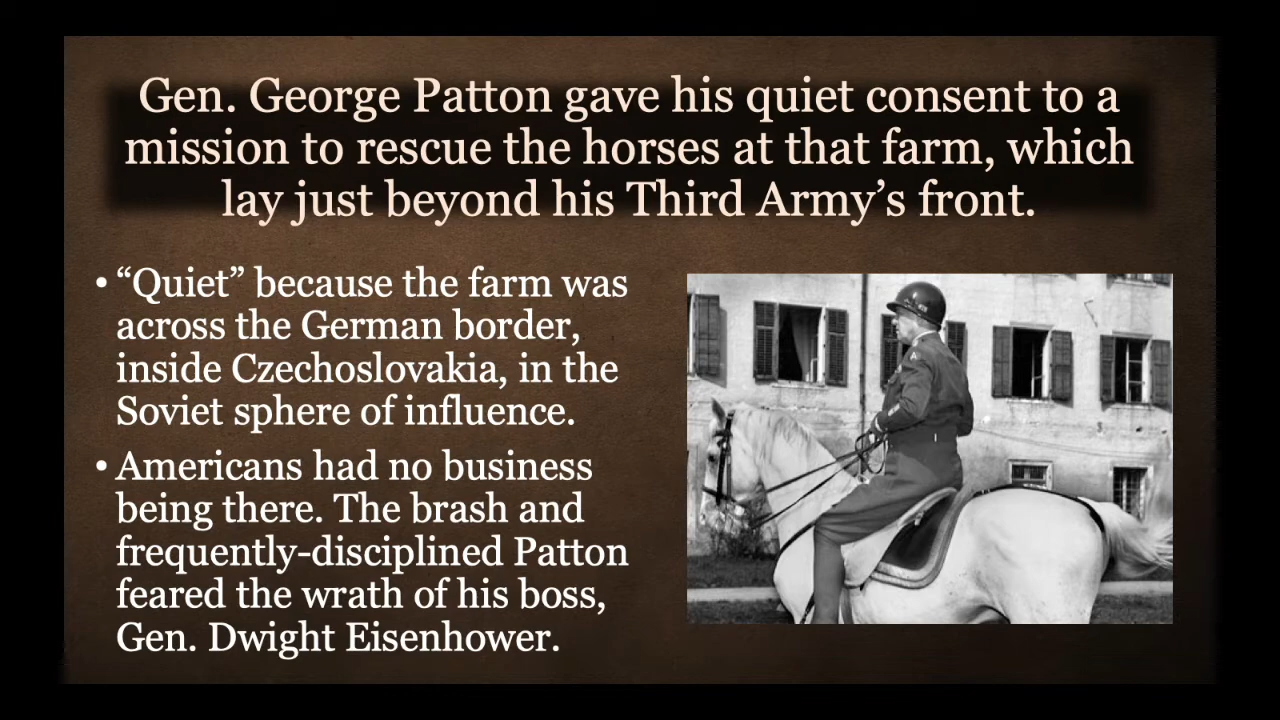 Gen. George Patton gave his quiet consent to a
mission to rescue the horses at that farm, which
lay just beyond his Third Army’s front.
• “Quiet” because the farm was
across the German border,
inside Czechoslovakia, in the
Soviet sphere of influence.
• Americans had no business
being there. The brash and
frequently-disciplined Patton
feared the wrath of his boss,
Gen. Dwight Eisenhower.